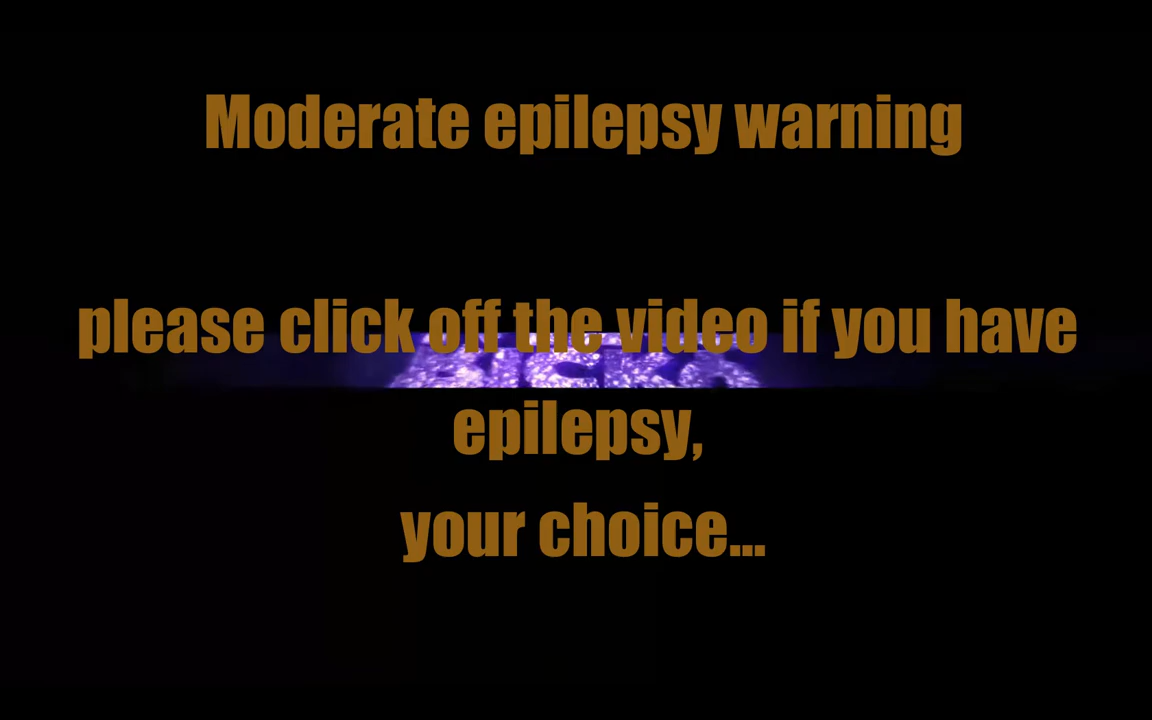 Moderate epilepsy warning
please click off the video if you have
epilepsy,
your choice...